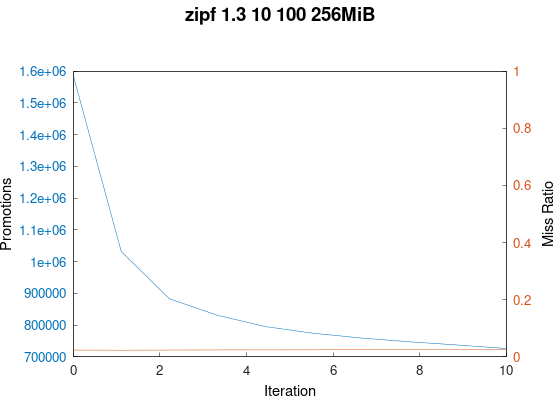 zipf 1.3 10 100 256MiB
1.6e+06
1.5e+06
1.4e+06
1.3e+06
1.2e+06
1.1e+06
1e+06
900000
800000
700000
Promotions
1
0.8
0.6
0.4
0.2
0
Miss Ratio
0 2 4 6 8 10
Iteration